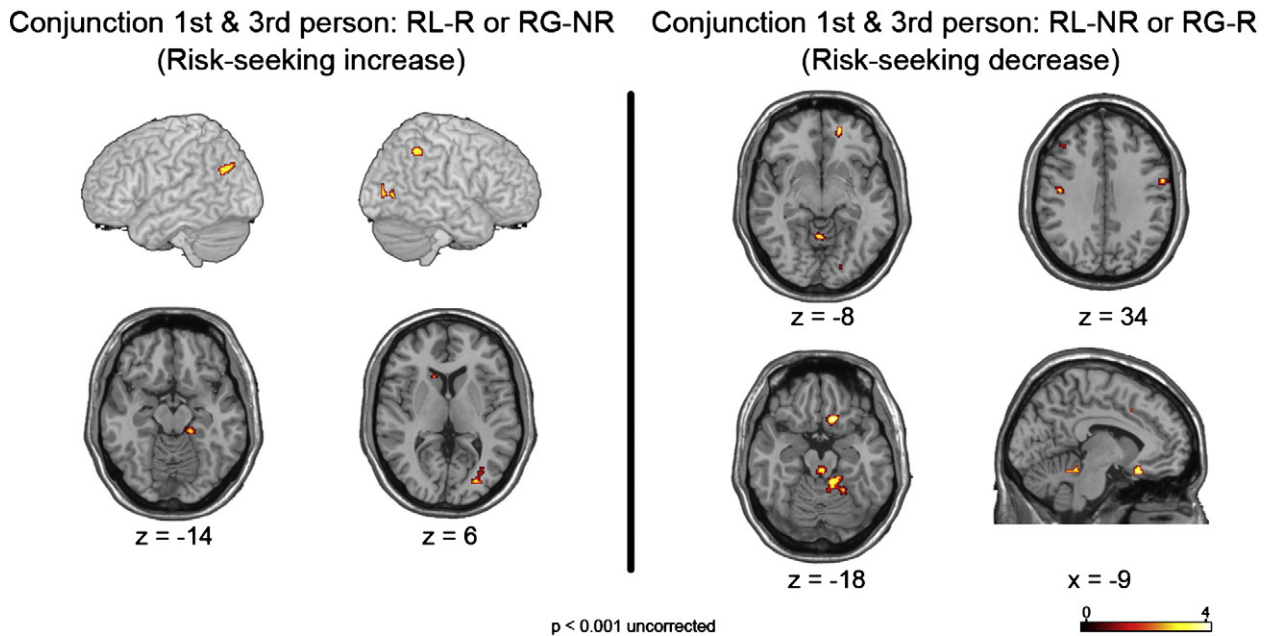 Conjunction 1st & 3rd person: RL-R or RG-NR
(Risk-seeking increase)
Conjunction 1st & 3rd person: RL-NR or RG-R
(Risk-seeking decrease)
z = -8
z = 34
z = -14
z = 6
z = -18
x = -9
0 4
p < 0.001 uncorrected